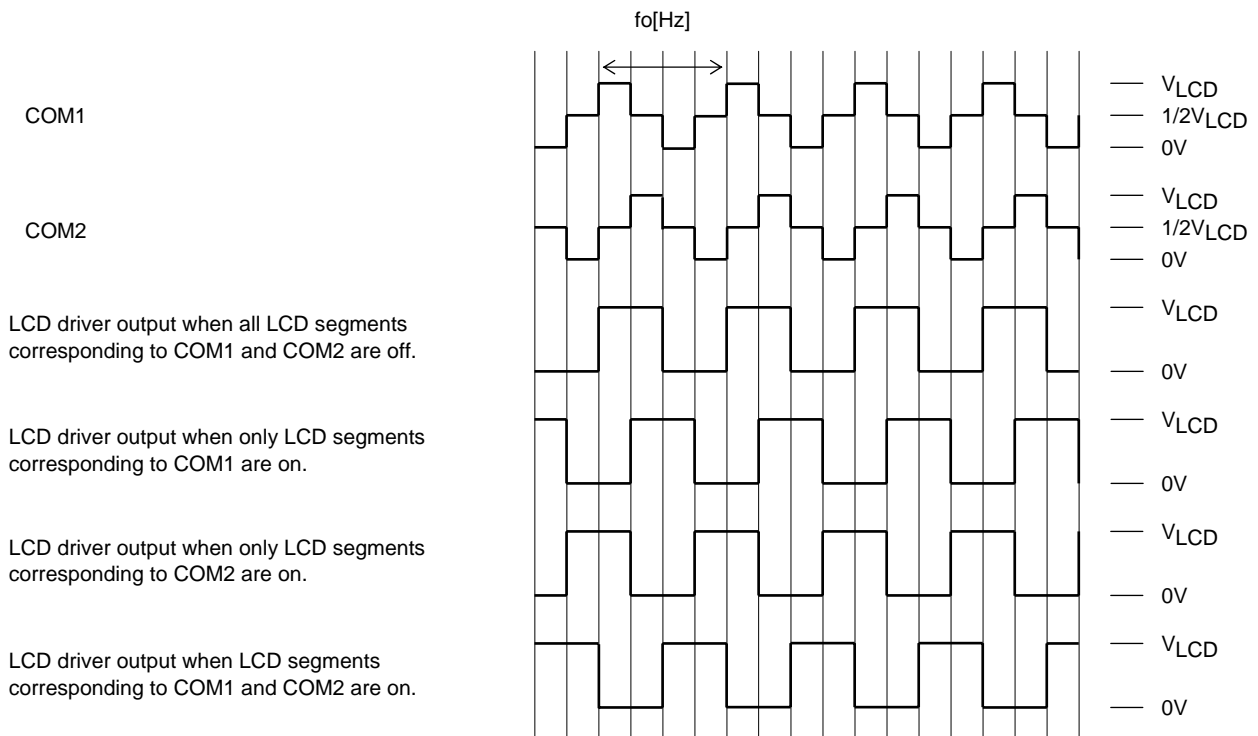 fo[Hz]
COM1
VLCD
1/2VLCD
0V
COM2
VLCD
1/2VLCD
0V
LCD driver output when all LCD segments
corresponding to COM1 and COM2 are off.
VLCD
0V
LCD driver output when only LCD segments
corresponding to COM1 are on.
VLCD
0V
LCD driver output when only LCD segments
corresponding to COM2 are on.
VLCD
0V
LCD driver output when LCD segments
corresponding to COM1 and COM2 are on.
VLCD
0V